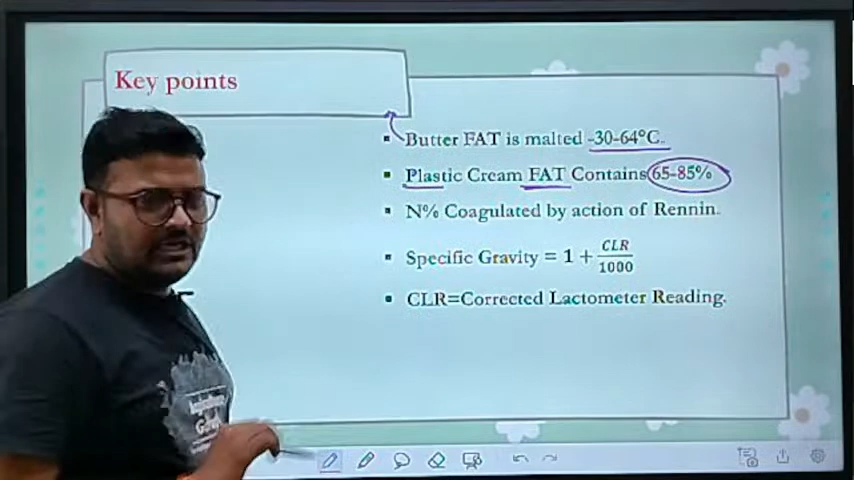 Key points
Butter FAT is malted -30-64°C.
Plastic Cream FAT Contains 65-85%
N% Coagulated by action of Rennin.
Specific Gravity = 1 + CLR/1000
CLR=Corrected Lactometer Reading.